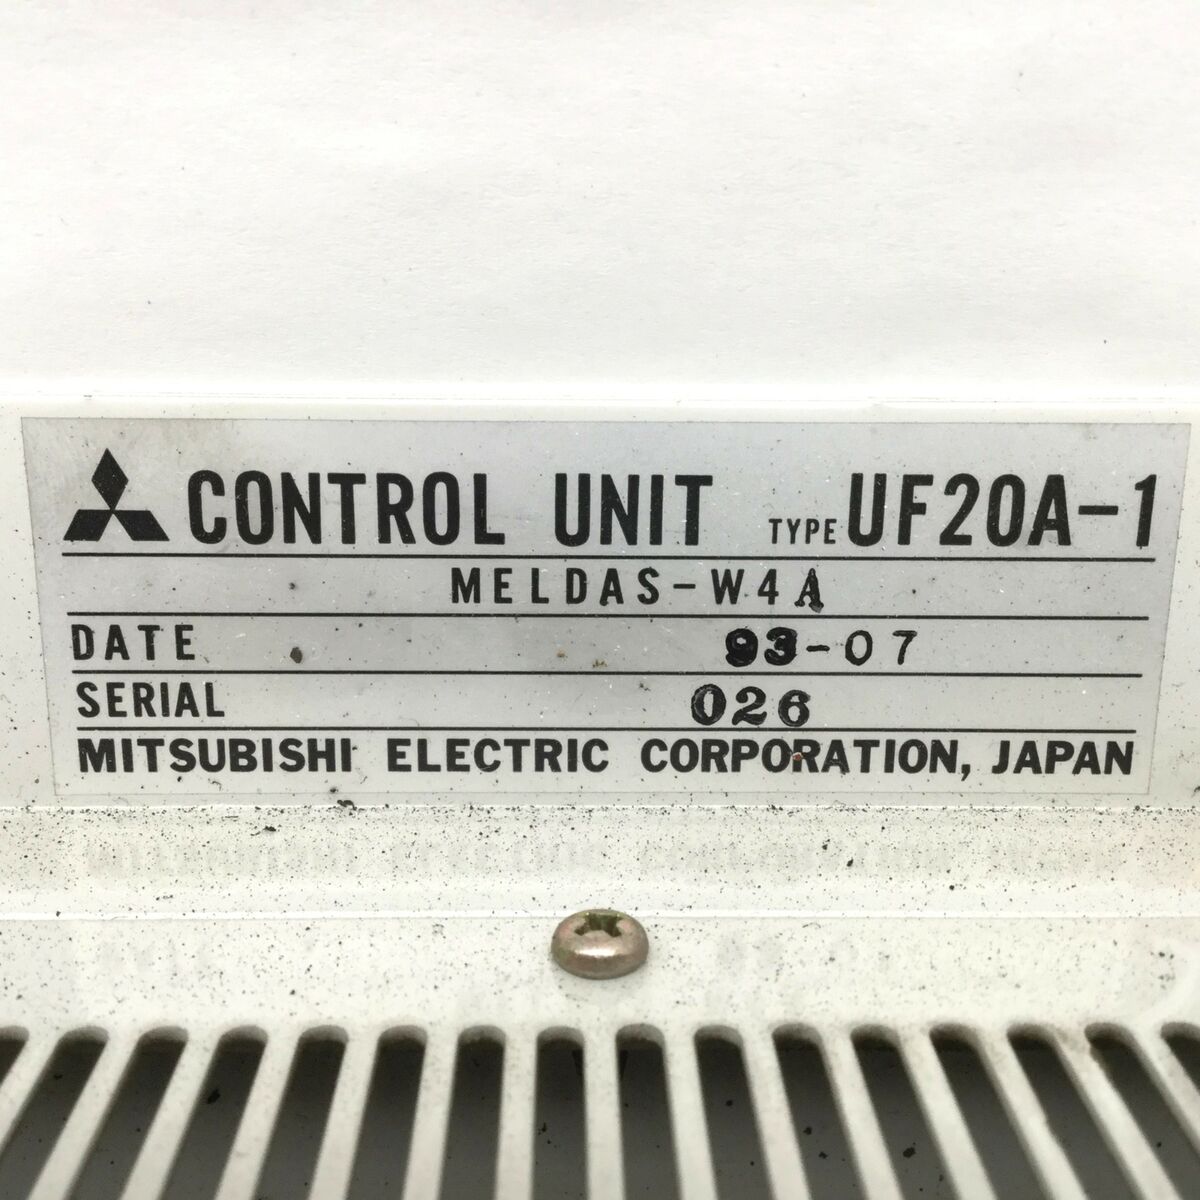 CONTROL UNIT TYPE UF20A-1
MELDAS-W4A
DATE 93-07
SERIAL 026
MITSUBISHI ELECTRIC CORPORATION, JAPAN